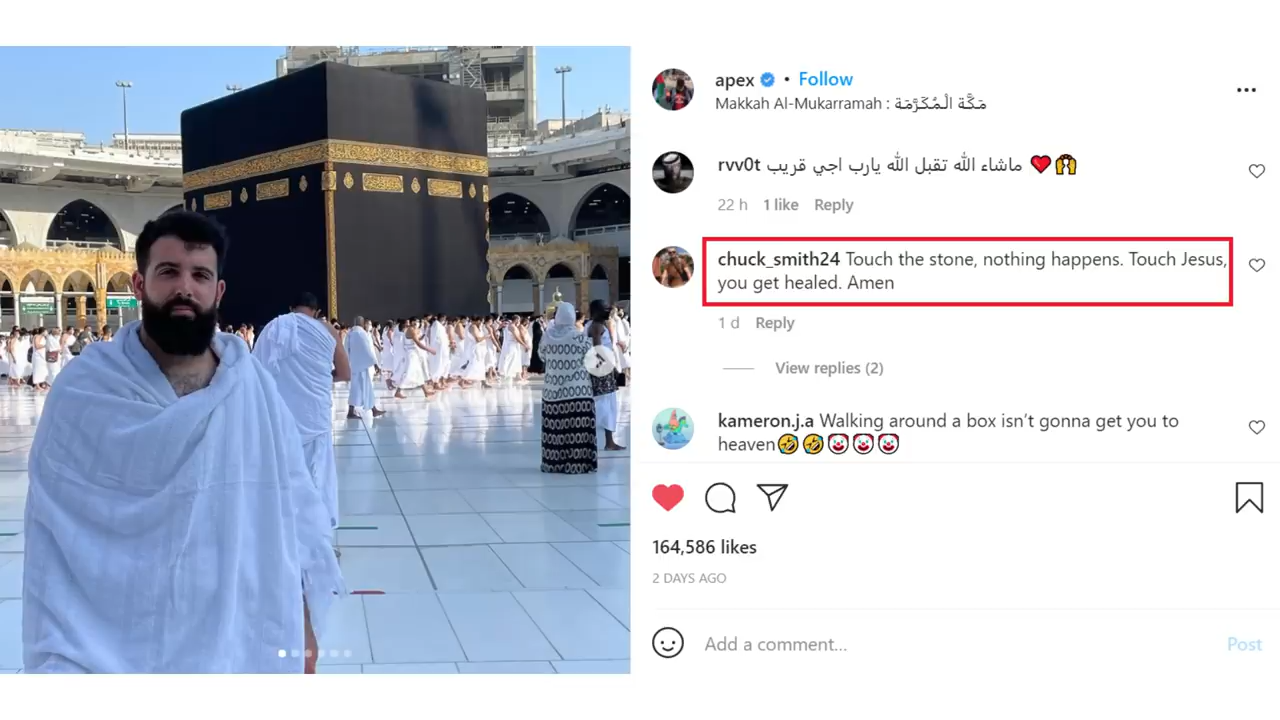 apex • Follow
Makkah Al-Mukarramah : مَكَّة الْمُكَرَّمَة
rvv0t ماشاء الله تقبل الله يارب اجي قريب
22 h 1 like Reply
chuck_smith24 Touch the stone, nothing happens. Touch Jesus,
you get healed. Amen
1 d Reply
View replies (2)
kameron.j.a Walking around a box isn’t gonna get you to
heaven🤣🤣🤡🤡🤡
164,586 likes
2 DAYS AGO
Add a comment... Post